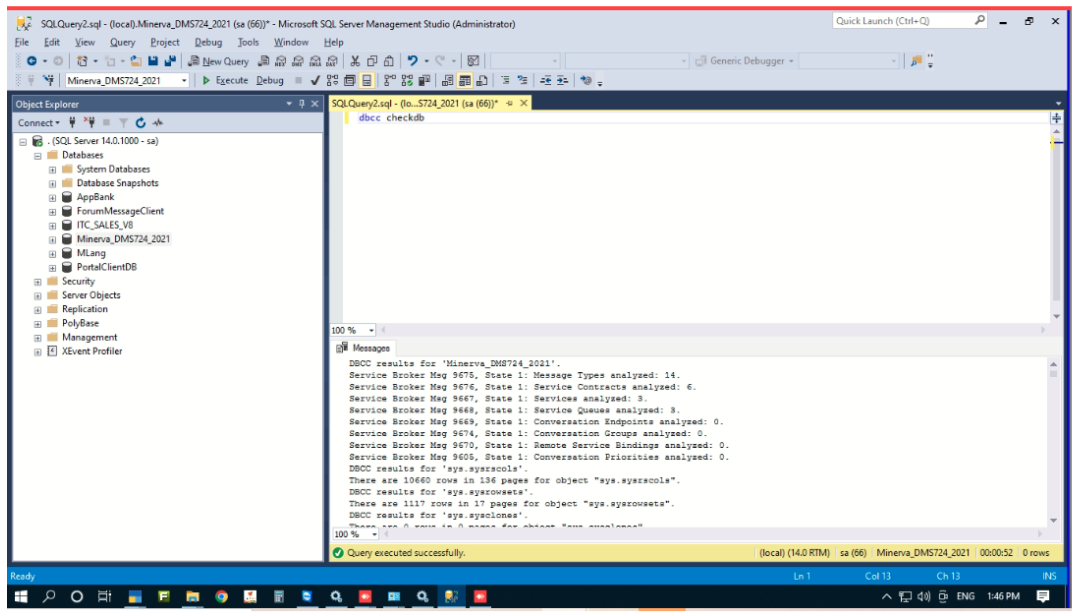 SQLQuery2.sql - (local).Minerva_DMS724_2021 (sa (66))* - Microsoft SQL Server Management Studio (Administrator)
Quick Launch (Ctrl+Q)
File Edit View Query Project Debug Tools Window Help
New Query
Generic Debugger
Minerva_DMS724_2021
Execute Debug
Object Explorer
SQLQuery2.sql - (lo...S724_2021 (sa (66))*
Connect
dbcc checkdb
. (SQL Server 14.0.1000 - sa)
Databases
System Databases
Database Snapshots
AppBank
ForumMessageClient
ITC_SALES_V8
Minerva_DMS724_2021
MLang
PortalClientDB
Security
Server Objects
Replication
PolyBase
Management
XEvent Profiler
100 %
Messages
DBCC results for 'Minerva_DMS724_2021'.
Service Broker Msg 9675, State 1: Message Types analyzed: 14.
Service Broker Msg 9676, State 1: Service Contracts analyzed: 6.
Service Broker Msg 9667, State 1: Services analyzed: 3.
Service Broker Msg 9668, State 1: Service Queues analyzed: 3.
Service Broker Msg 9669, State 1: Conversation Endpoints analyzed: 0.
Service Broker Msg 9674, State 1: Conversation Groups analyzed: 0.
Service Broker Msg 9670, State 1: Remote Service Bindings analyzed: 0.
Service Broker Msg 9605, State 1: Conversation Priorities analyzed: 0.
DBCC results for 'sys.sysrscols'.
There are 10660 rows in 136 pages for object "sys.sysrscols".
DBCC results for 'sys.sysrowsets'.
There are 1117 rows in 17 pages for object "sys.sysrowsets".
DBCC results for 'sys.sysclones'.
There are 0 rows in 0 pages for object "sys.sysclones".
100 %
Query executed successfully.
(local) (14.0 RTM) sa (66) Minerva_DMS724_2021 00:00:52 0 rows
Ready
Ln 1 Col 13 Ch 13 INS
ENG 1:46 PM